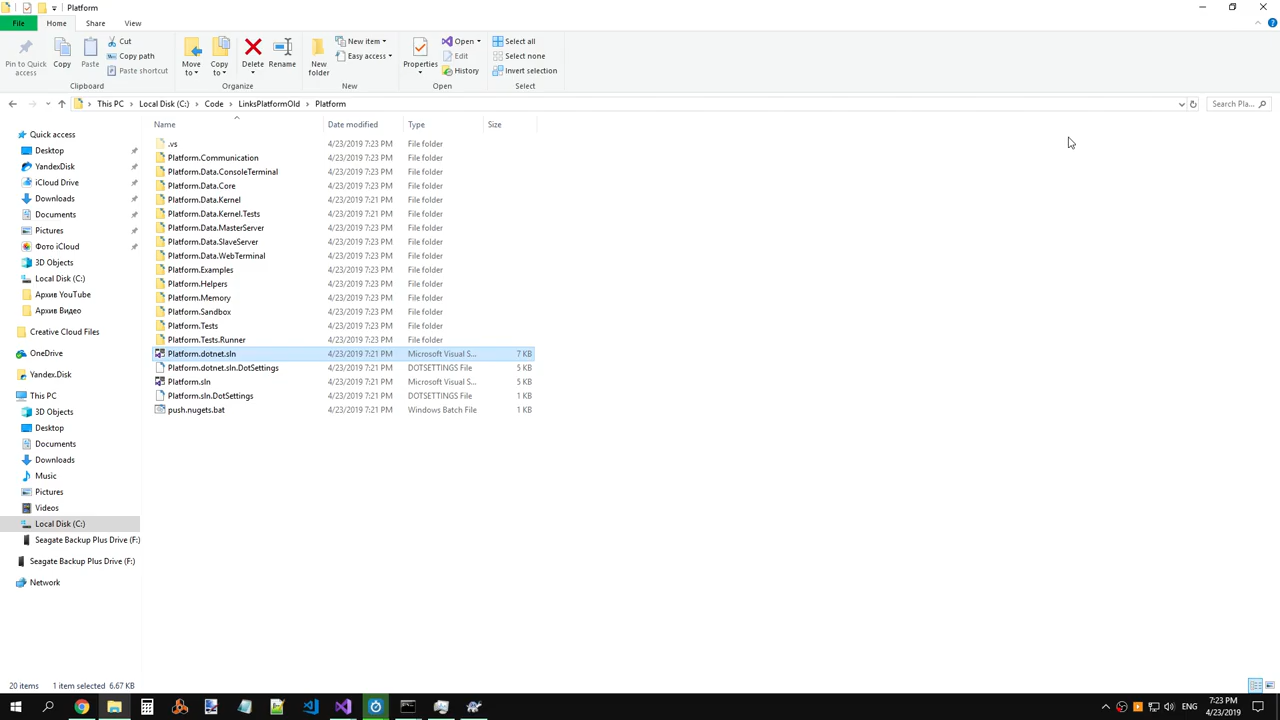 Platform
File Home Share View
Pin to Quick access
Copy
Paste
Cut
Copy path
Paste shortcut
Clipboard
Move to
Copy to
Delete
Rename
Organize
New folder
New item
Easy access
New
Properties
Open
Edit
History
Open
Select all
Select none
Invert selection
Select
This PC Local Disk (C:) Code LinksPlatformOld Platform
Search Pla...
Quick access
Desktop
YandexDisk
iCloud Drive
Downloads
Documents
Pictures
Фото iCloud
3D Objects
Local Disk (C:)
Архив YouTube
Архив Видео
Creative Cloud Files
OneDrive
Yandex.Disk
This PC
3D Objects
Desktop
Documents
Downloads
Music
Pictures
Videos
Local Disk (C:)
Seagate Backup Plus Drive (F:)
Seagate Backup Plus Drive (F:)
Network
Name Date modified Type Size
.vs 4/23/2019 7:23 PM File folder
Platform.Communication 4/23/2019 7:23 PM File folder
Platform.Data.ConsoleTerminal 4/23/2019 7:23 PM File folder
Platform.Data.Core 4/23/2019 7:23 PM File folder
Platform.Data.Kernel 4/23/2019 7:21 PM File folder
Platform.Data.Kernel.Tests 4/23/2019 7:21 PM File folder
Platform.Data.MasterServer 4/23/2019 7:23 PM File folder
Platform.Data.SlaveServer 4/23/2019 7:23 PM File folder
Platform.Data.WebTerminal 4/23/2019 7:23 PM File folder
Platform.Examples 4/23/2019 7:23 PM File folder
Platform.Helpers 4/23/2019 7:23 PM File folder
Platform.Memory 4/23/2019 7:23 PM File folder
Platform.Sandbox 4/23/2019 7:23 PM File folder
Platform.Tests 4/23/2019 7:23 PM File folder
Platform.Tests.Runner 4/23/2019 7:23 PM File folder
Platform.dotnet.sln 4/23/2019 7:21 PM Microsoft Visual S... 7 KB
Platform.dotnet.sln.DotSettings 4/23/2019 7:21 PM DOTSETTINGS File 5 KB
Platform.sln 4/23/2019 7:21 PM Microsoft Visual S... 5 KB
Platform.sln.DotSettings 4/23/2019 7:21 PM DOTSETTINGS File 1 KB
push.nugets.bat 4/23/2019 7:21 PM Windows Batch File 1 KB
20 items 1 item selected 6.67 KB
ENG
7:23 PM
4/23/2019